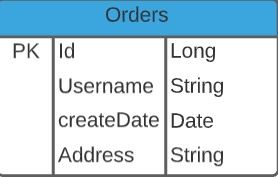 Orders
PK Id Long
Username String
createDate Date
Address String